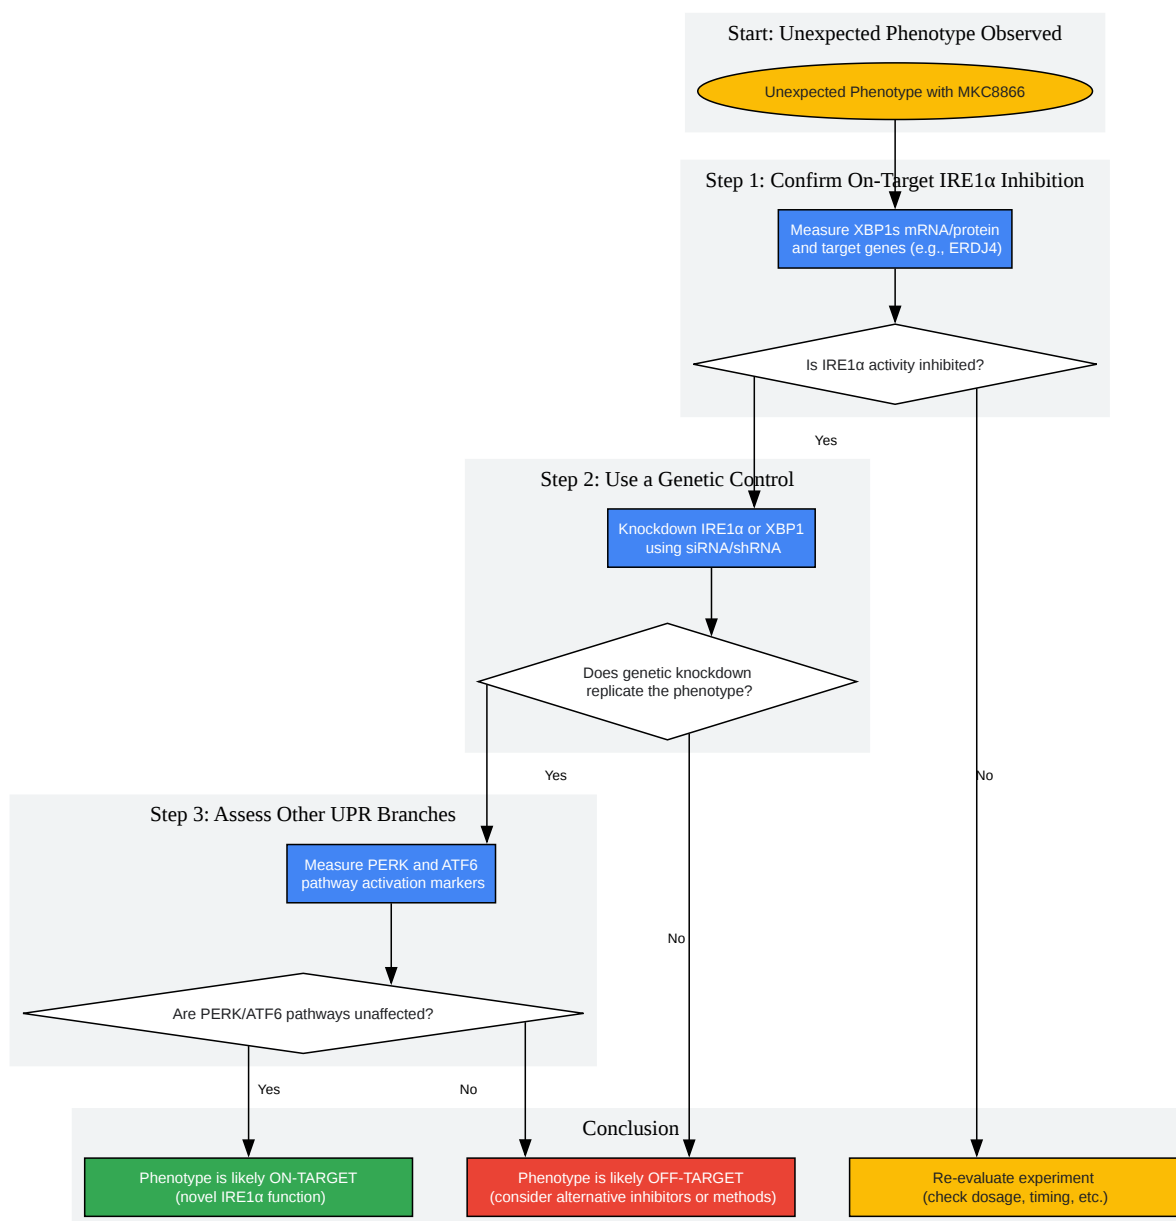 Start: Unexpected Phenotype Observed
Unexpected Phenotype with MKC8866
Step 1: Confirm On-Target IRE1α Inhibition
Measure XBP1s mRNA/protein
and target genes (e.g., ERDJ4)
Is IRE1α activity inhibited?
Yes
Step 2: Use a Genetic Control
Knockdown IRE1α or XBP1
using siRNA/shRNA
Does genetic knockdown
replicate the phenotype?
Yes
No
Step 3: Assess Other UPR Branches
Measure PERK and ATF6
pathway activation markers
No
Are PERK/ATF6 pathways unaffected?
Yes
No
Conclusion
Phenotype is likely ON-TARGET
(novel IRE1α function)
Phenotype is likely OFF-TARGET
(consider alternative inhibitors or methods)
Re-evaluate experiment
(check dosage, timing, etc.)